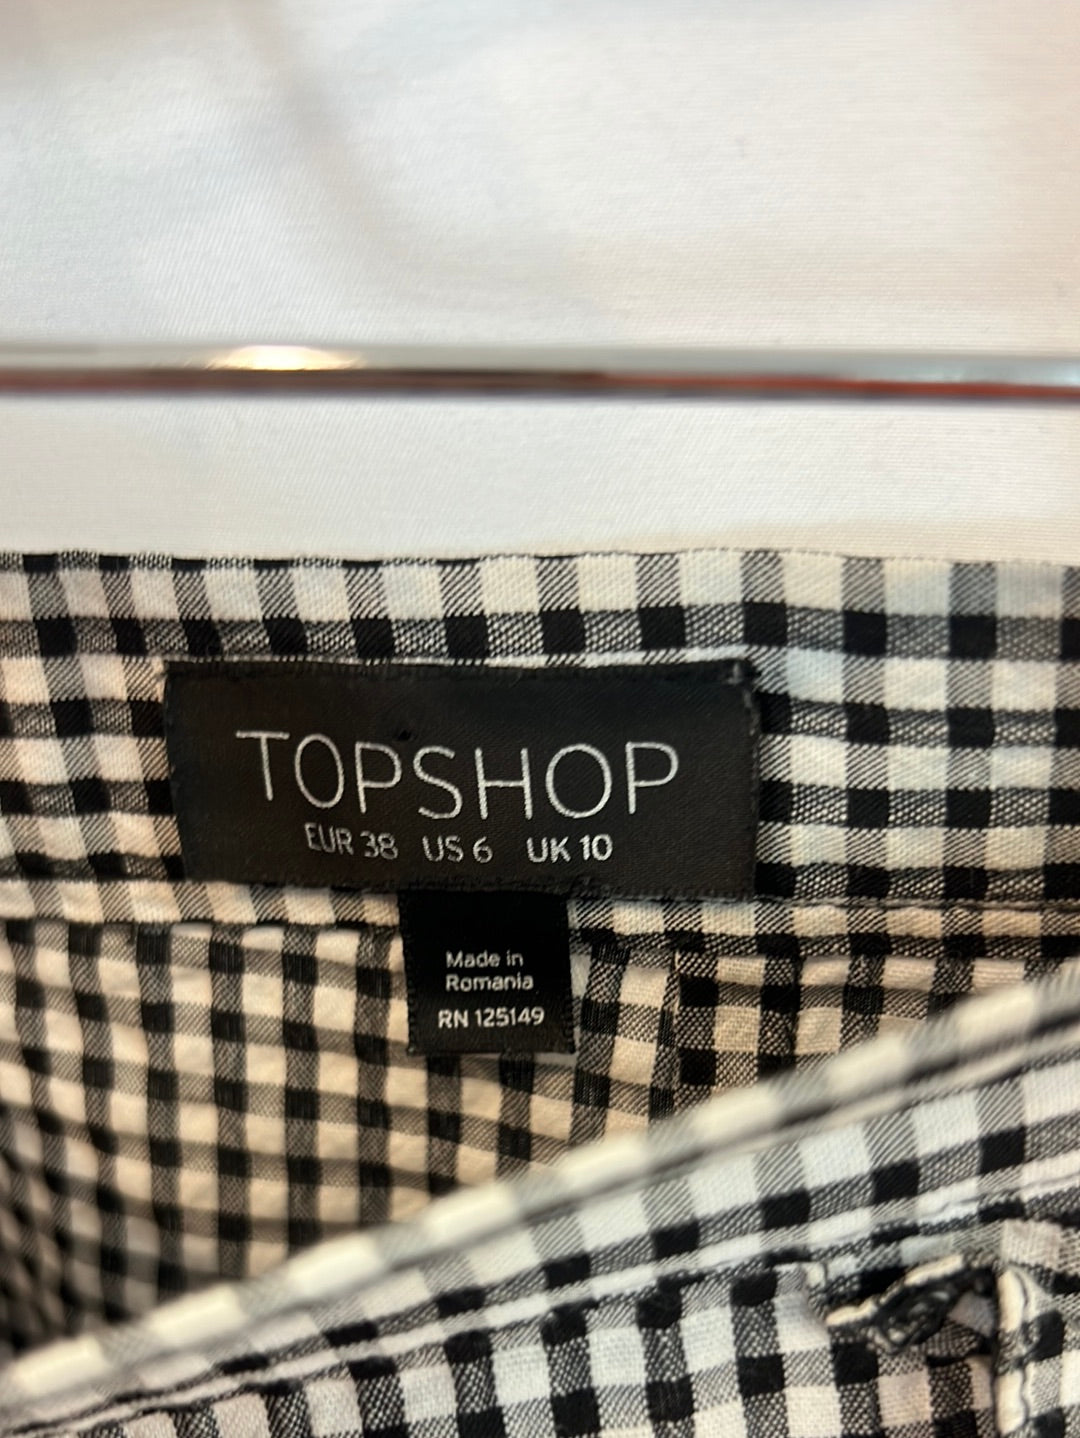 TOPSHOP
EUR 38 US 6 UK 10
Made in
Romania
RN 125149